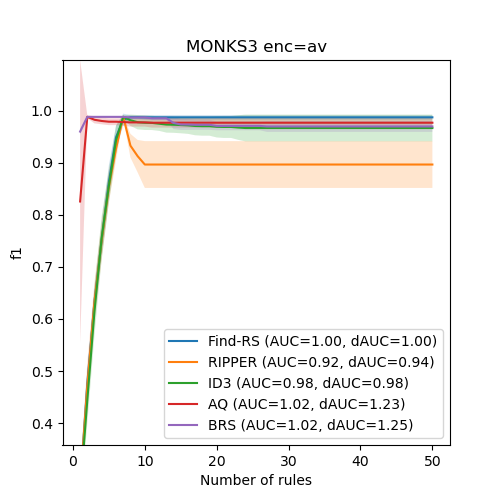 MONKS3 enc=av
f1
1.0
0.9
0.8
0.7
0.6
0.5
0.4
Find-RS (AUC=1.00, dAUC=1.00)
RIPPER (AUC=0.92, dAUC=0.94)
ID3 (AUC=0.98, dAUC=0.98)
AQ (AUC=1.02, dAUC=1.23)
BRS (AUC=1.02, dAUC=1.25)
0 10 20 30 40 50
Number of rules